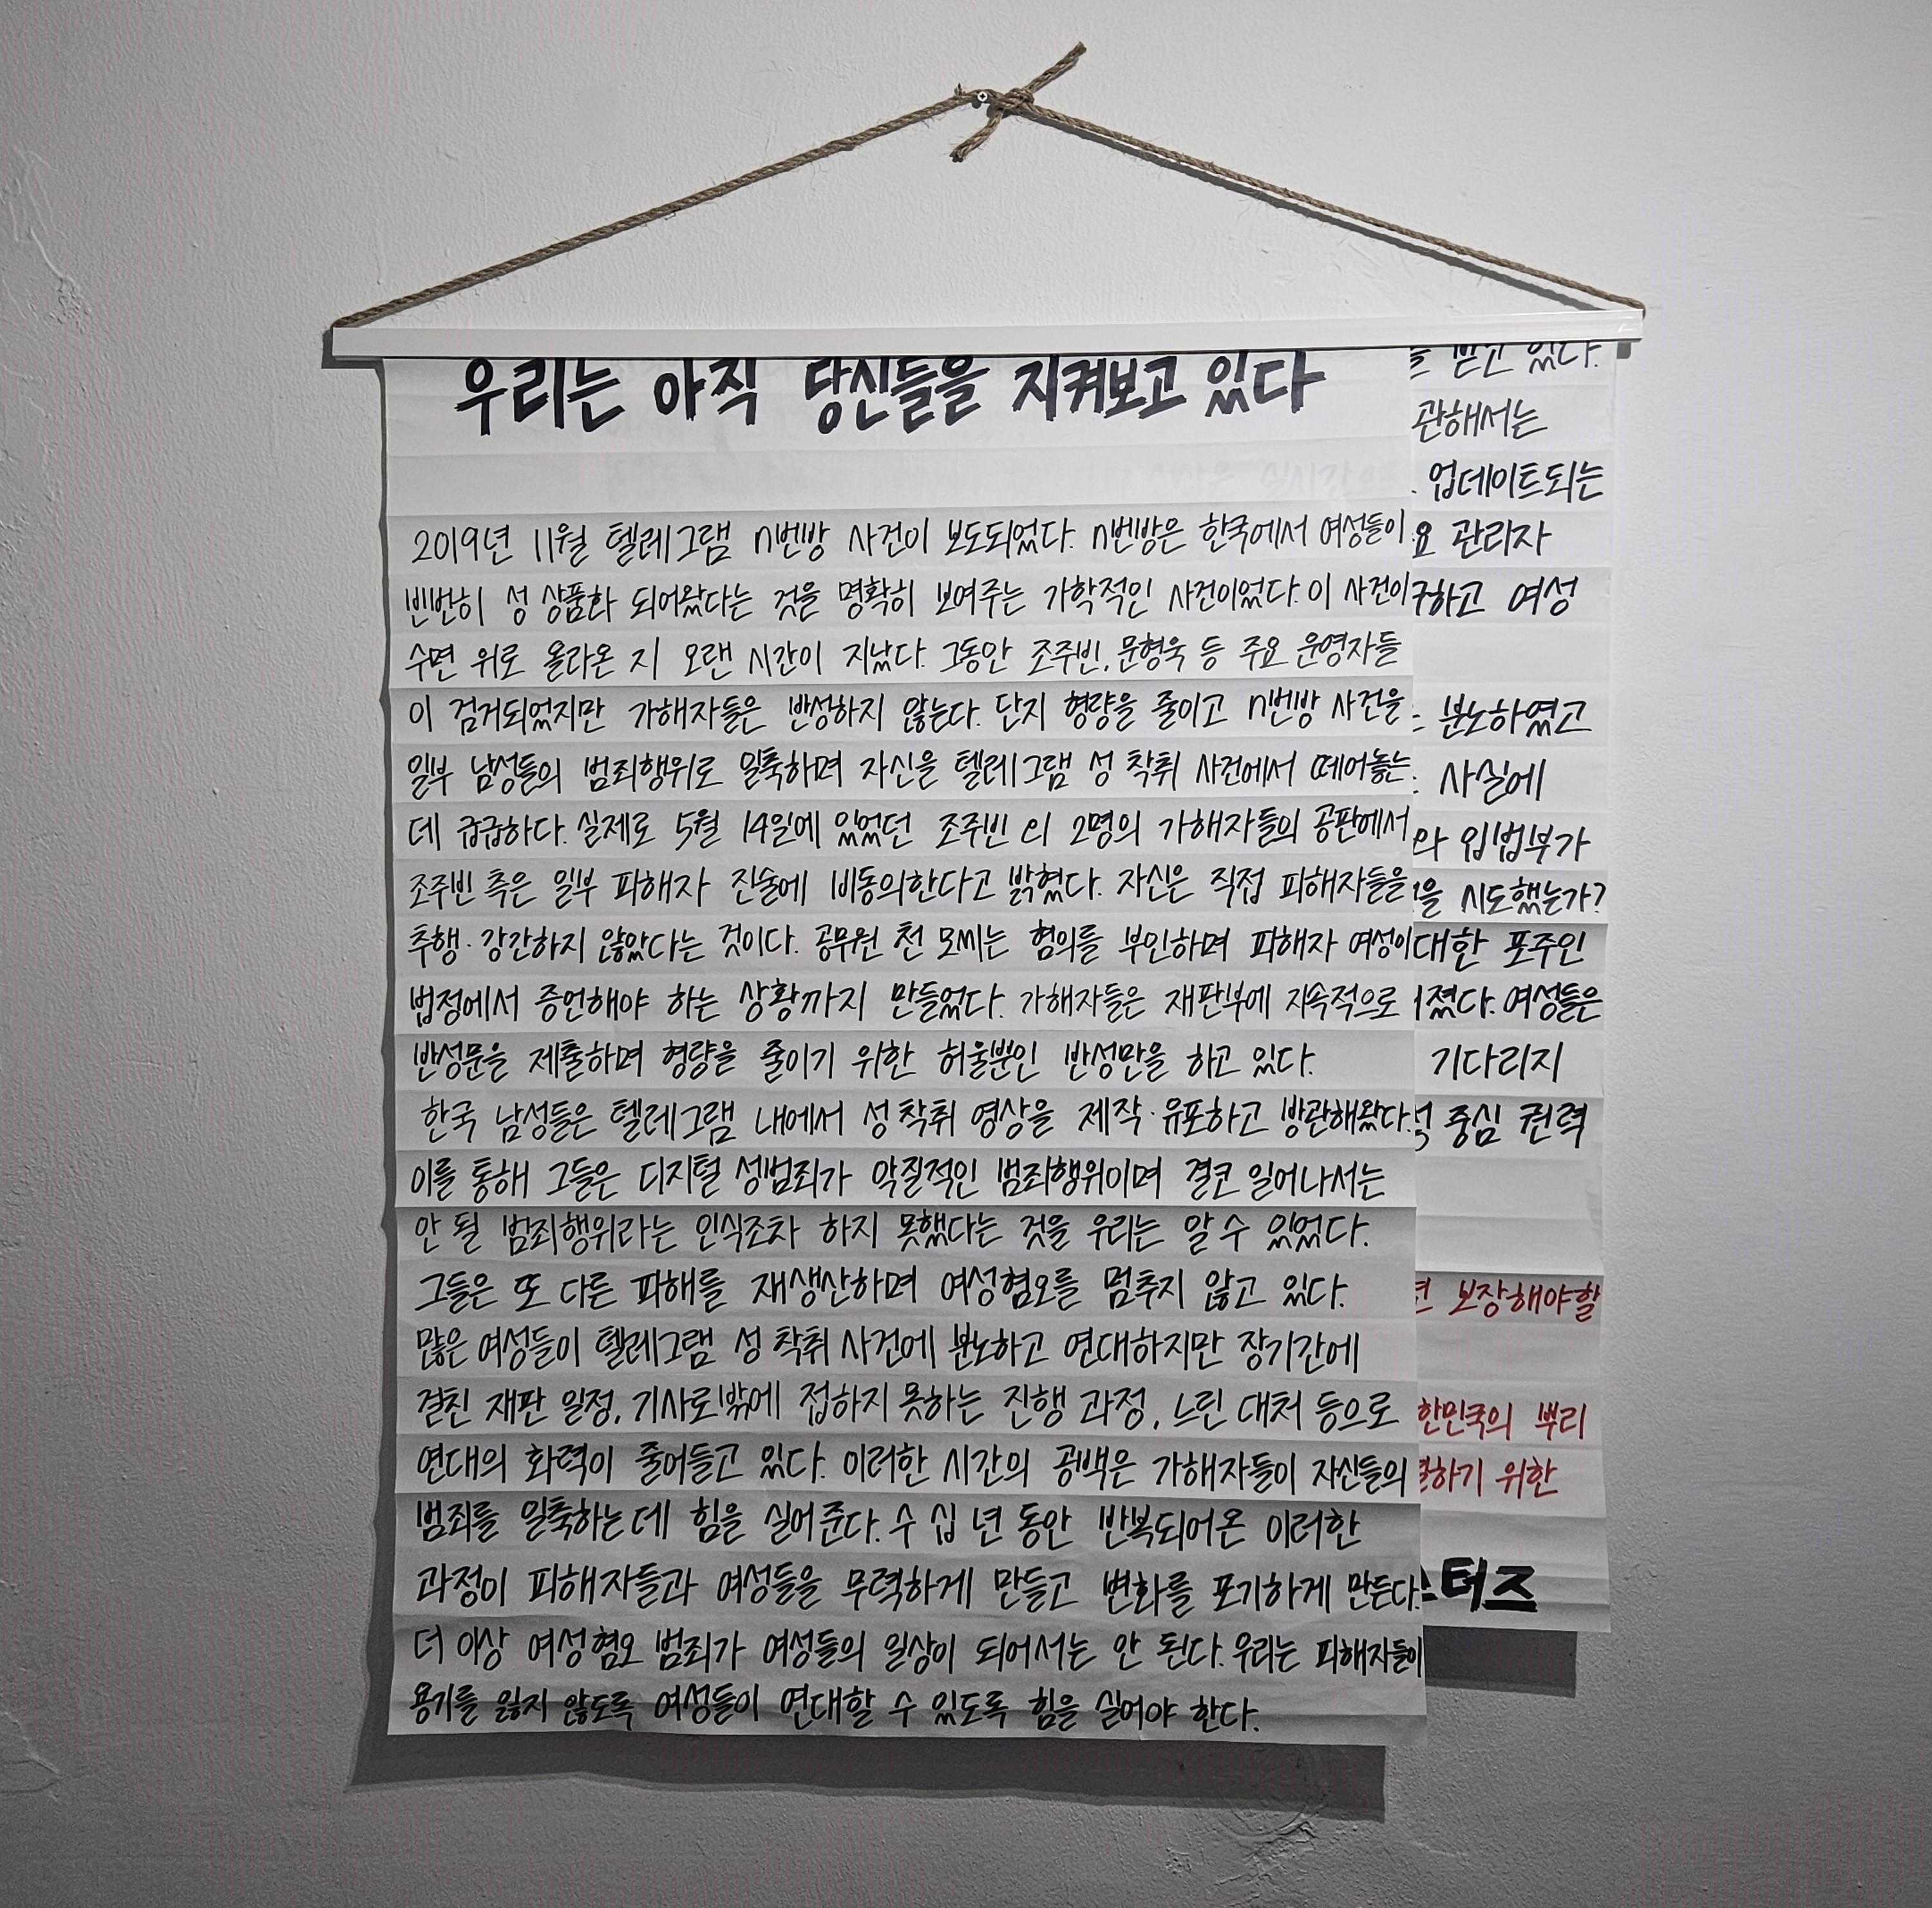 우리는 아직 당신들을 지켜보고 있다
2019년 11월 텔레그램 n번방 사건이 보도되었다. n번방은 한국에서 여성들이
빈번히 성 상품화 되어왔다는 것을 명확히 보여주는 가학적인 사건이었다. 이 사건이
수면 위로 올라온 지 오랜 시간이 지났다. 그동안 조주빈, 문형욱 등 주요 운영자들
이 검거되었지만 가해자들은 반성하지 않는다. 단지 형량을 줄이고 n번방 사건을
일부 남성들의 범죄행위로 일축하며 자신을 텔레그램 성 착취 사건에서 떼어놓는
데 급급하다. 실제로 5월 14일에 있었던 조주빈 외 2명의 가해자들의 공판에서
조주빈 측은 일부 피해자 진술에 비동의한다고 밝혔다. 자신은 직접 피해자들을
추행·강간하지 않았다는 것이다. 공무원 천 모씨는 혐의를 부인하며 피해자 여성이
법정에서 증언해야 하는 상황까지 만들었다. 가해자들은 재판부에 지속적으로
반성문을 제출하며 형량을 줄이기 위한 허울뿐인 반성만을 하고 있다.
한국 남성들은 텔레그램 내에서 성 착취 영상을 제작·유포하고 방관해왔다.
이를 통해 그들은 디지털 성범죄가 악질적인 범죄행위이며 결코 일어나서는
안 될 범죄행위라는 인식조차 하지 못했다는 것을 우리는 알 수 있었다.
그들은 또 다른 피해를 재생산하며 여성혐오를 멈추지 않고 있다.
많은 여성들이 텔레그램 성 착취 사건에 분노하고 연대하지만 장기간에
걸친 재판 일정, 기사로밖에 접하지 못하는 진행 과정, 느린 대처 등으로
연대의 화력이 줄어들고 있다. 이러한 시간의 공백은 가해자들이 자신들의
범죄를 일축하는데 힘을 실어준다. 수 십 년 동안 반복되어온 이러한
과정이 피해자들과 여성들을 무력하게 만들고 변화를 포기하게 만든다.
더 이상 여성혐오 범죄가 여성들의 일상이 되어서는 안 된다. 우리는 피해자들이
용기를 잃지 않도록 여성들이 연대할 수 있도록 힘을 실어야 한다.
받고 있다.
관해서는
업데이트되는
요 관리자
하고 여성
분노하였고
사실에
와 입법부가
을 시도했는가?
대한 포주인
졌다. 여성들은
기다리지
중심 권력
보장해야할
한민국의 뿌리
하기 위한
터즈